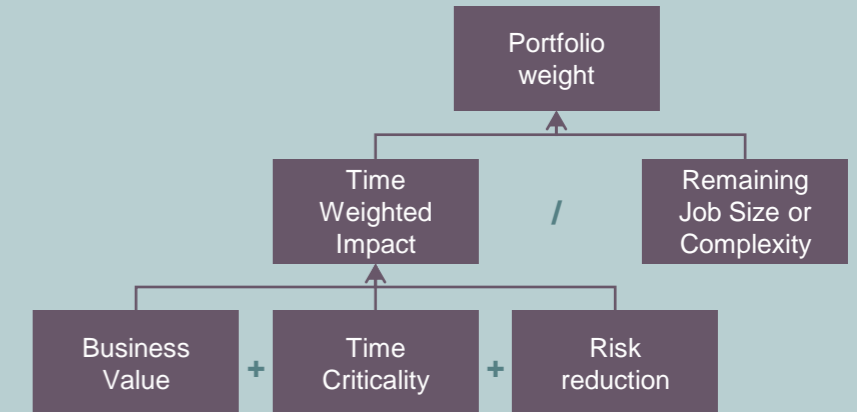 Portfolio
weight
Time
Weighted
Impact
/
Remaining
Job Size or
Complexity
Business
Value
+
Time
Criticality
+
Risk
reduction